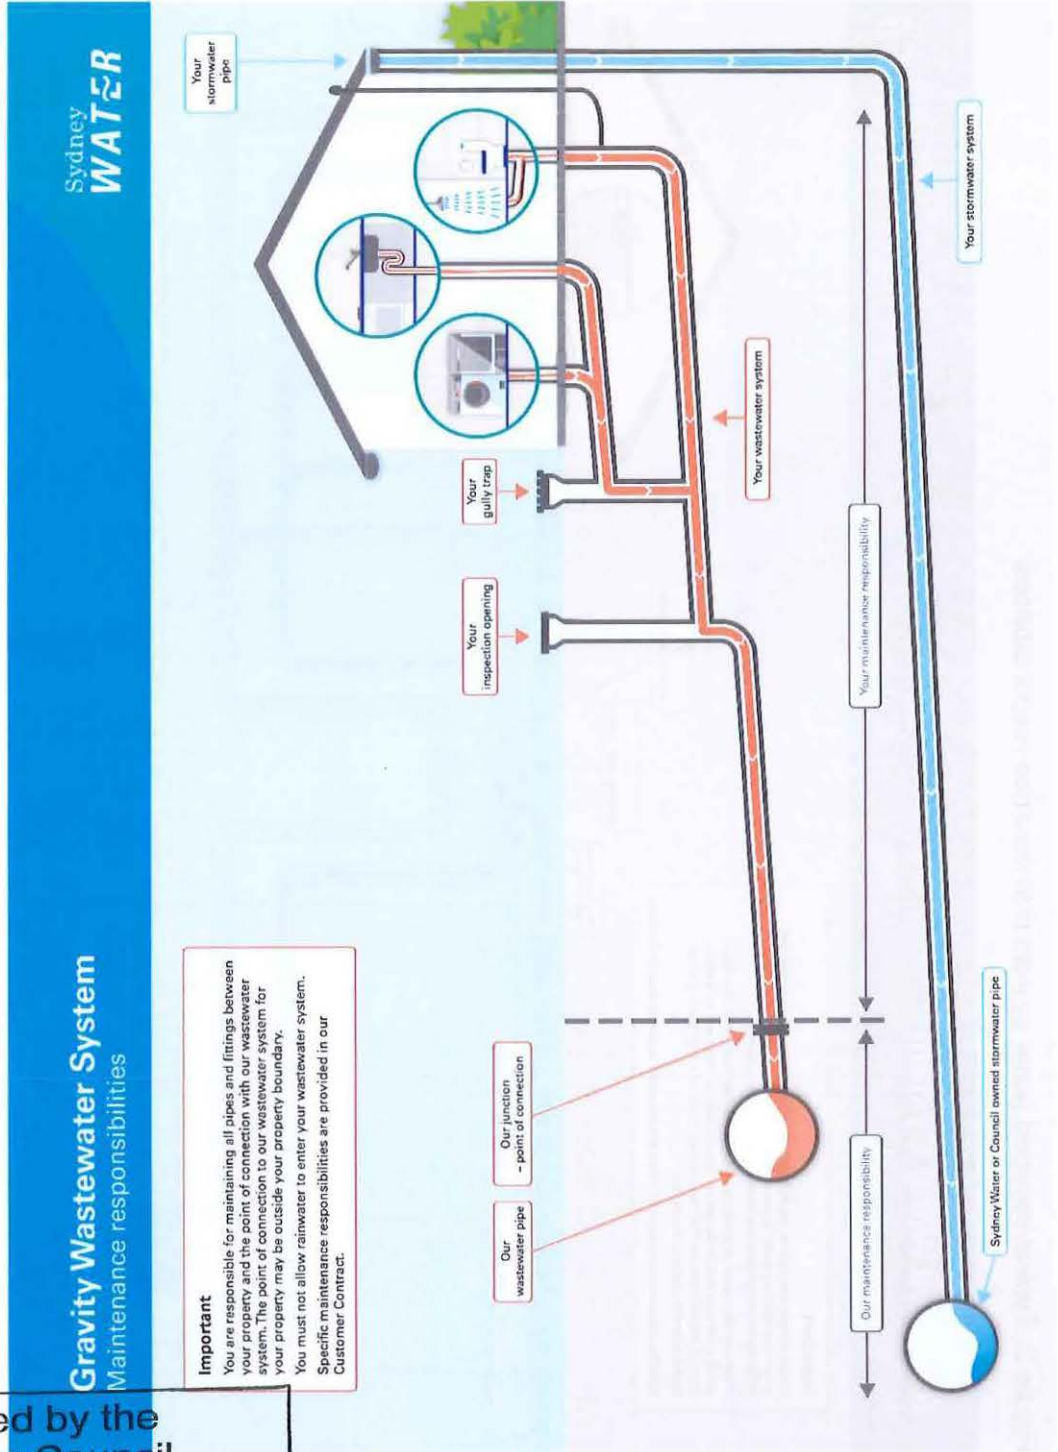 Gravity Wastewater System
Maintenance responsibilities
Sydney
WATER
Important
You are responsible for maintaining all pipes and fittings between
your property and the point of connection with our wastewater
system. The point of connection to our wastewater system for
your property may be outside your property boundary.
You must not allow rainwater to enter your wastewater system.
Specific maintenance responsibilities are provided in our
Customer Contract.
Your
stormwater
pipe
Your
gully trap
Your
inspection opening
Our junction
– point of connection
Our
wastewater pipe
Your wastewater system
Our maintenance responsibility
Your maintenance responsibility
Your stormwater system
Sydney Water or Council owned stormwater pipe
by the